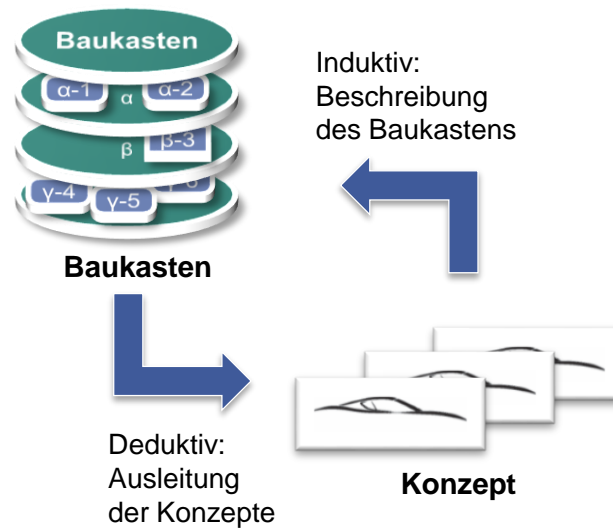 Baukasten
α-1 α α-2
β β-3
γ-4 γ-5
Baukasten
Induktiv:
Beschreibung
des Baukastens
Deduktiv:
Ausleitung
der Konzepte
Konzept